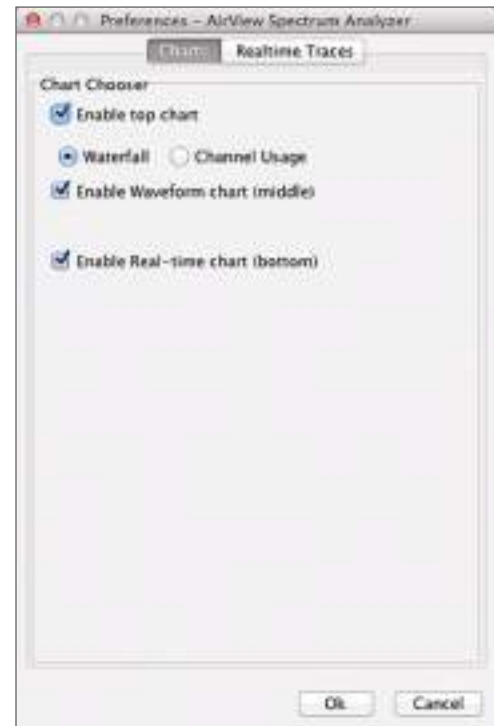 Preferences - AirView Spectrum Analyzer
Charts Realtime Traces
Chart Chooser
Enable top chart
Waterfall Channel Usage
Enable Waveform chart (middle)
Enable Real-time chart (bottom)
Ok Cancel